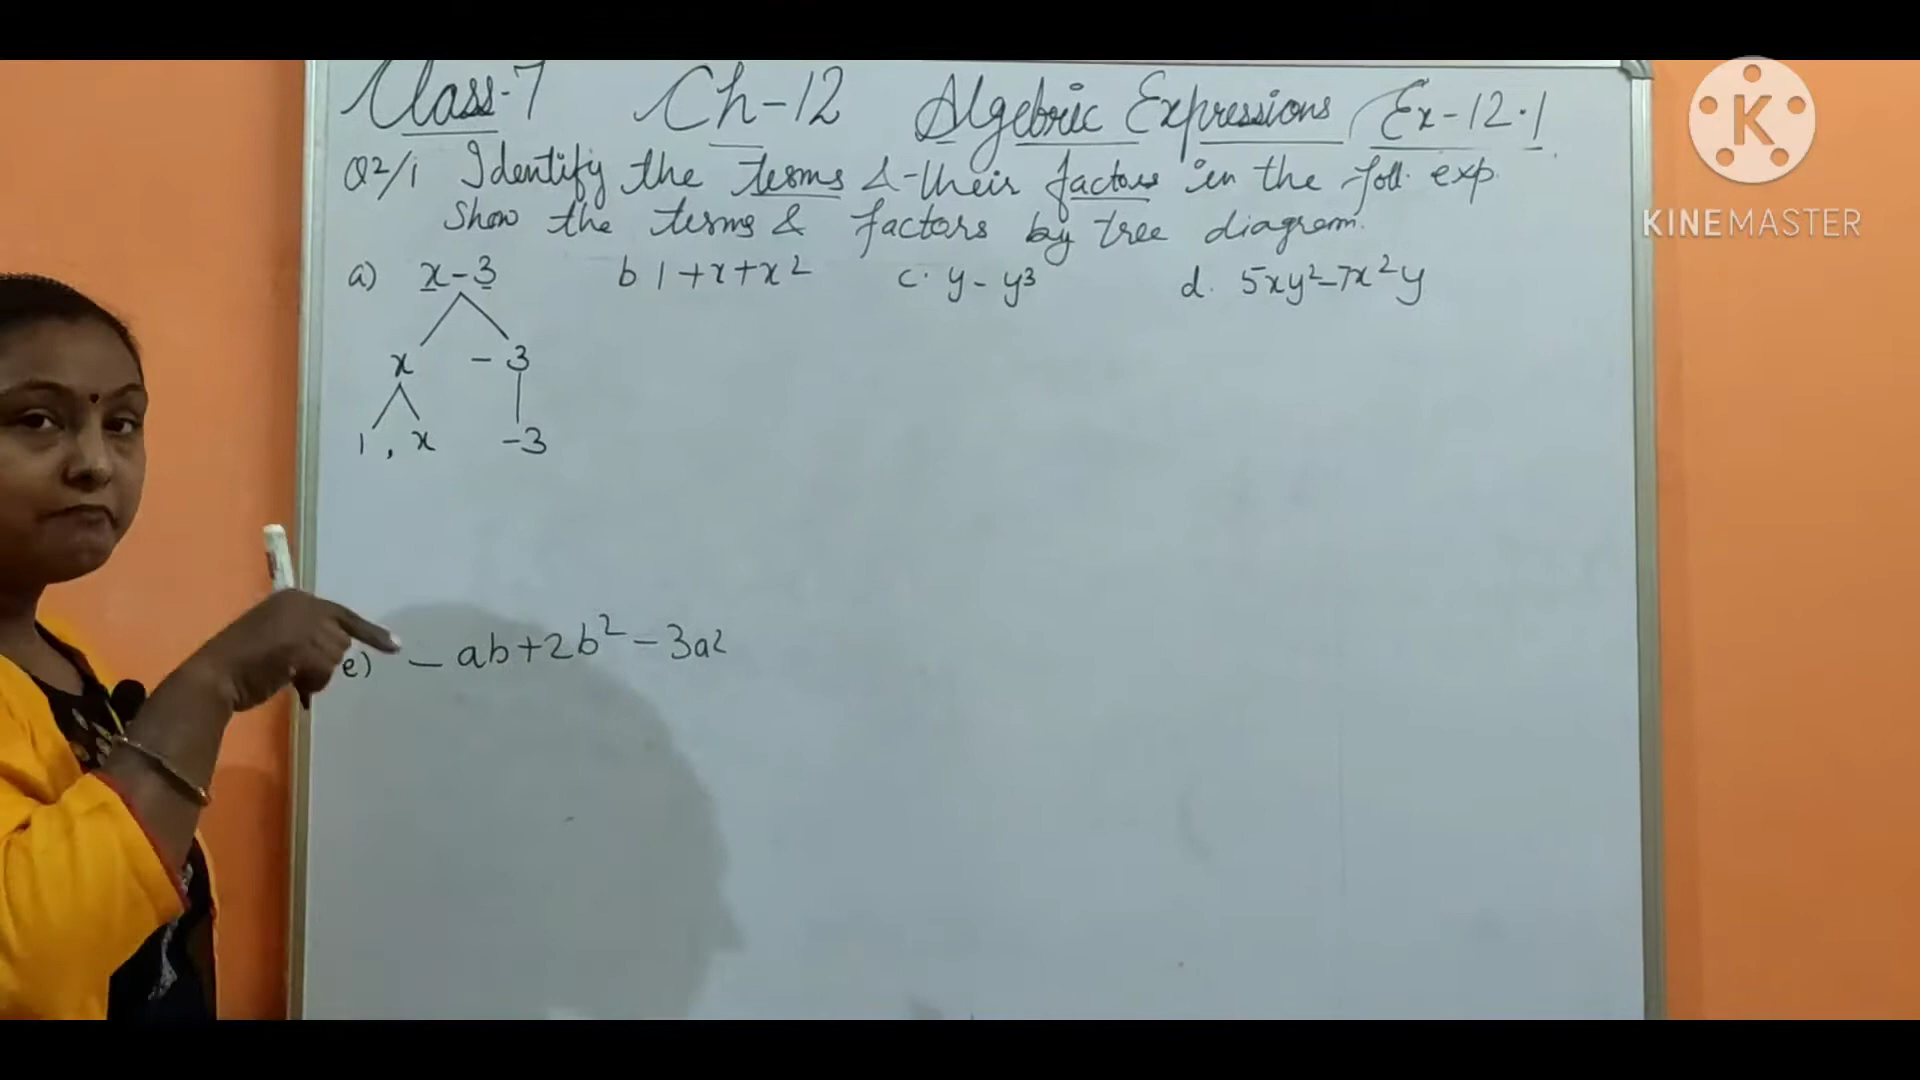 Class-7 Ch-12 Algebric Expressions Ex-12.1
Q2/i Identify the terms & their factors in the foll. exp.
Show the terms & factors by tree diagram.
a) x-3 b 1+x+x² c. y-y³ d. 5xy²-7x²y
x -3
1, x -3
e) -ab+2b²-3a²
K
KINEMASTER